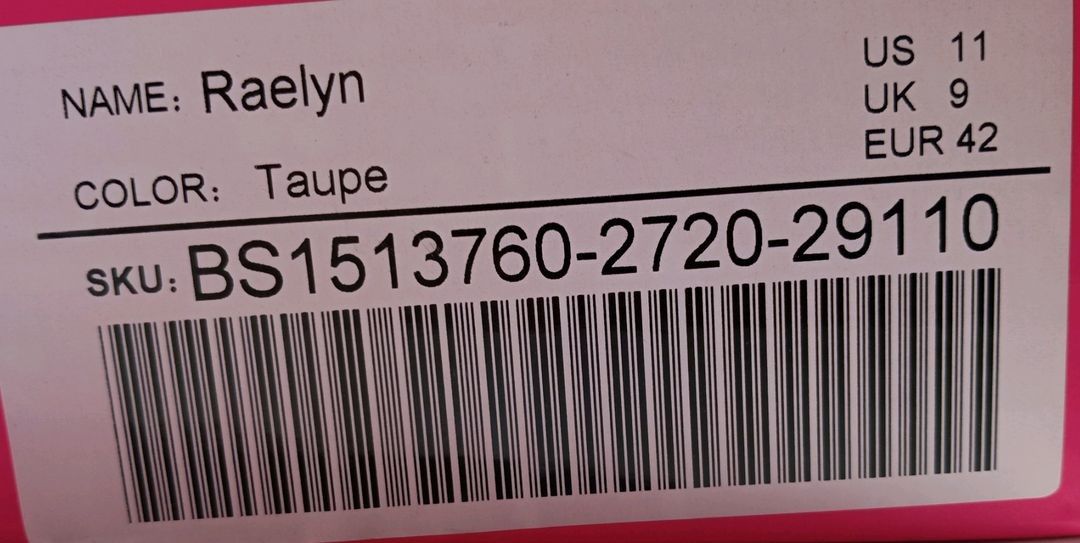 NAME: Raelyn
COLOR: Taupe
US 11
UK 9
EUR 42
SKU: BS1513760-2720-29110